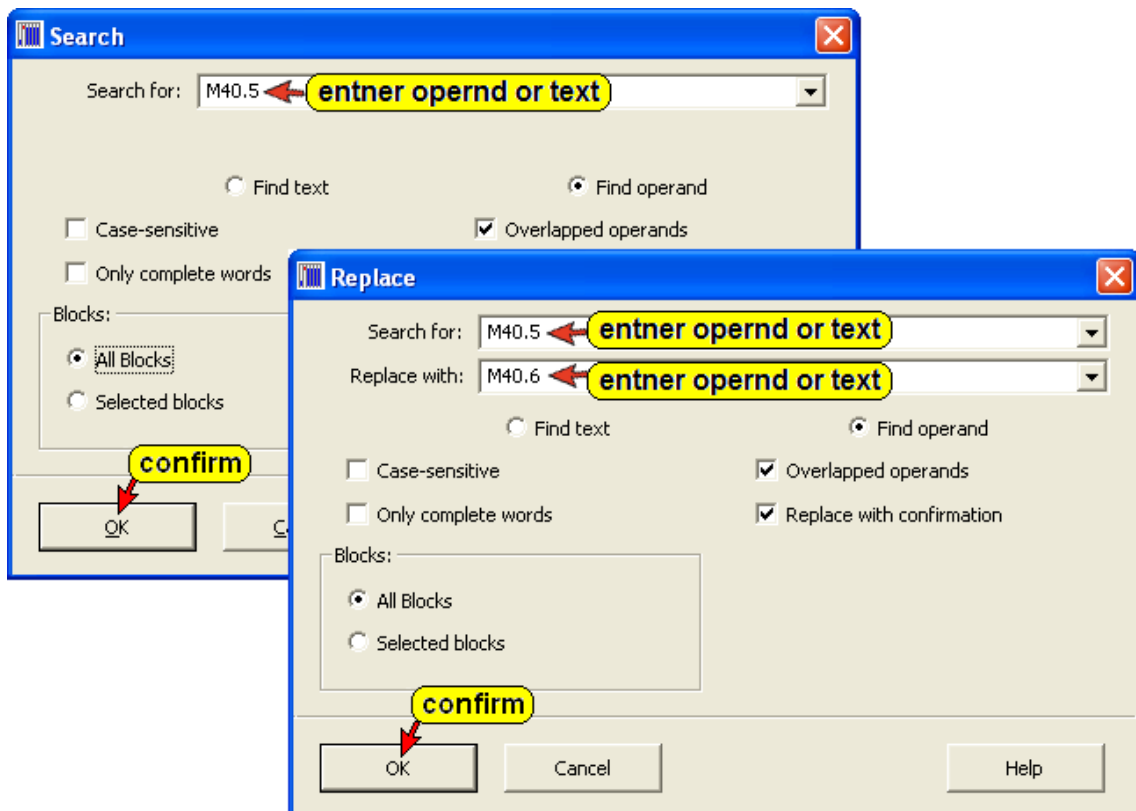 Search
Search for: M40.5 entner opernd or text
Find text Find operand
Case-sensitive Overlapped operands
Only complete words
Blocks:
All Blocks
Selected blocks
confirm
OK
Replace
Search for: M40.5 entner opernd or text
Replace with: M40.6 entner opernd or text
Find text Find operand
Case-sensitive Overlapped operands
Only complete words Replace with confirmation
Blocks:
All Blocks
Selected blocks
confirm
OK Cancel Help